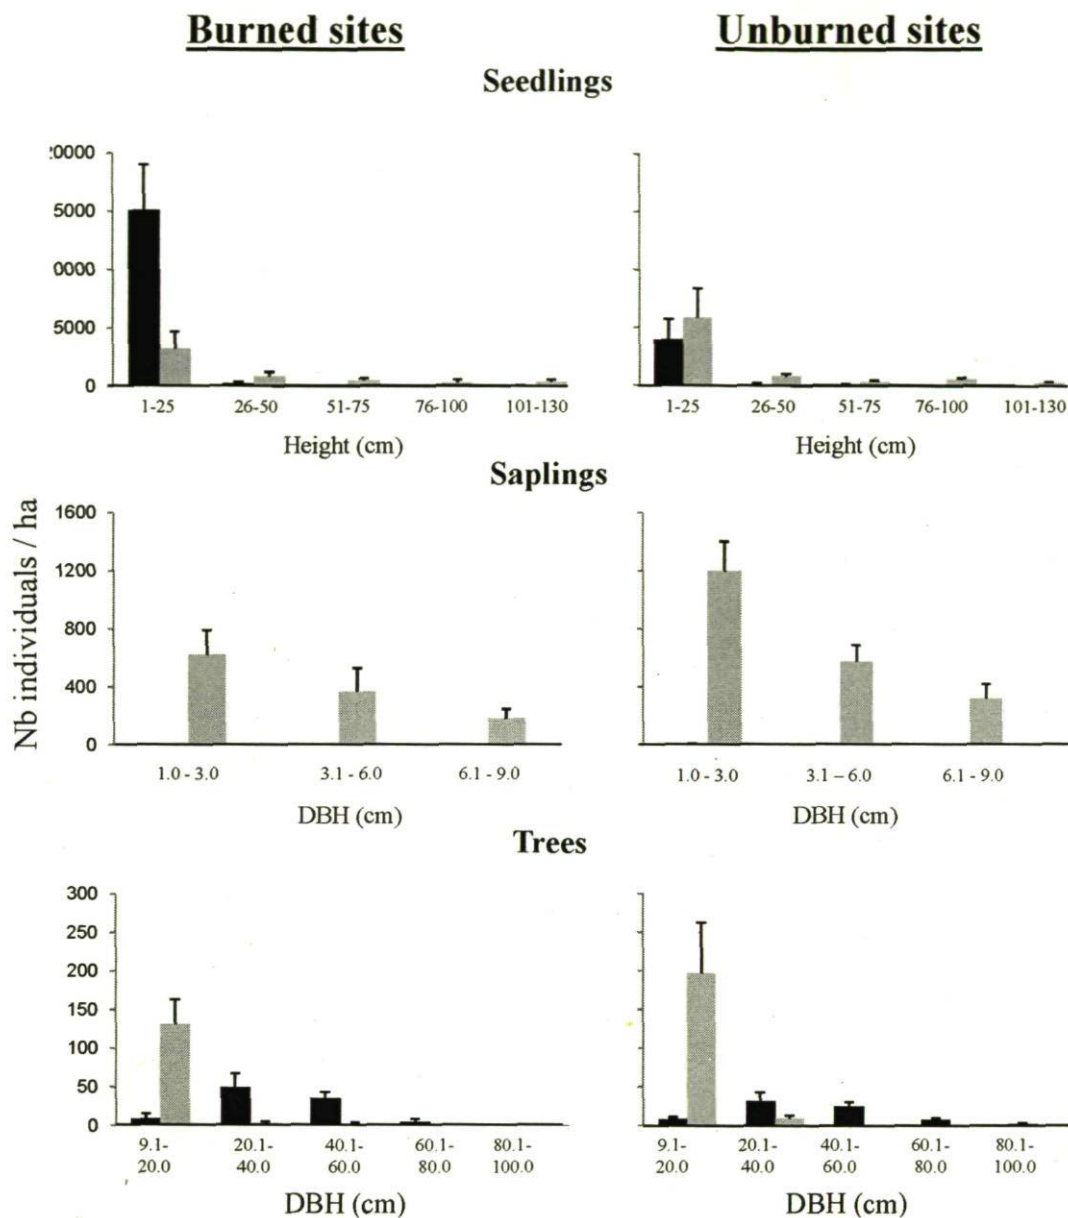 Burned sites Unburned sites
Seedlings
20000
5000
0000
5000
0
1-25 26-50 51-75 76-100 101-130
Height (cm)
1-25 26-50 51-75 76-100 101-130
Height (cm)
Saplings
Nb individuals / ha
1600
1200
800
400
0
1.0 - 3.0 3.1 - 6.0 6.1 - 9.0
DBH (cm)
1.0 - 3.0 3.1 – 6.0 6.1 - 9.0
DBH (cm)
Trees
300
250
200
150
100
50
0
9.1- 20.1- 40.1- 60.1- 80.1-
20.0 40.0 60.0 80.0 100.0
DBH (cm)
9.1- 20.1- 40.1- 60.1- 80.1-
20.0 40.0 60.0 80.0 100.0
DBH (cm)